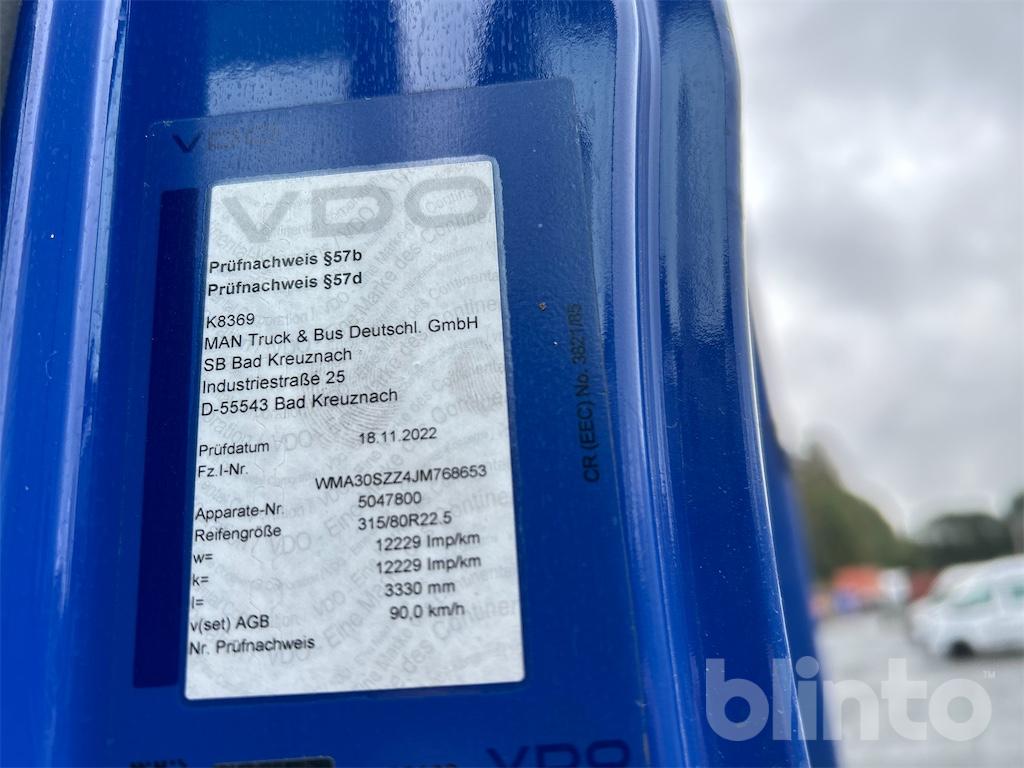 VDO
Prüfnachweis §57b
Prüfnachweis §57d
K8369
MAN Truck & Bus Deutschl. GmbH
SB Bad Kreuznach
Industriestraße 25
D-55543 Bad Kreuznach
Prüfdatum 18.11.2022
Fz.I-Nr. WMA30SZZ4JM768653
Apparate-Nr. 5047800
Reifengröße 315/80R22.5
w= 12229 Imp/km
k= 12229 Imp/km
l= 3330 mm
v(set) AGB 90,0 km/h
Nr. Prüfnachweis
CR (EEC) No. 3821/85
VDO
blinto™